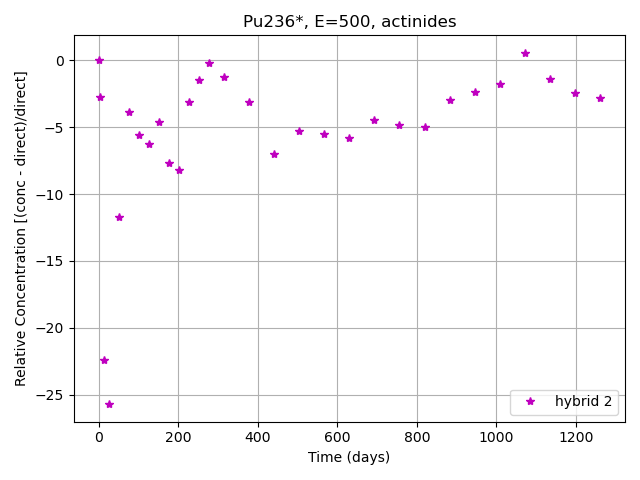 Pu236*, E=500, actinides
Relative Concentration [(conc - direct)/direct]
0
−5
−10
−15
−20
−25
0 200 400 600 800 1000 1200
Time (days)
hybrid 2